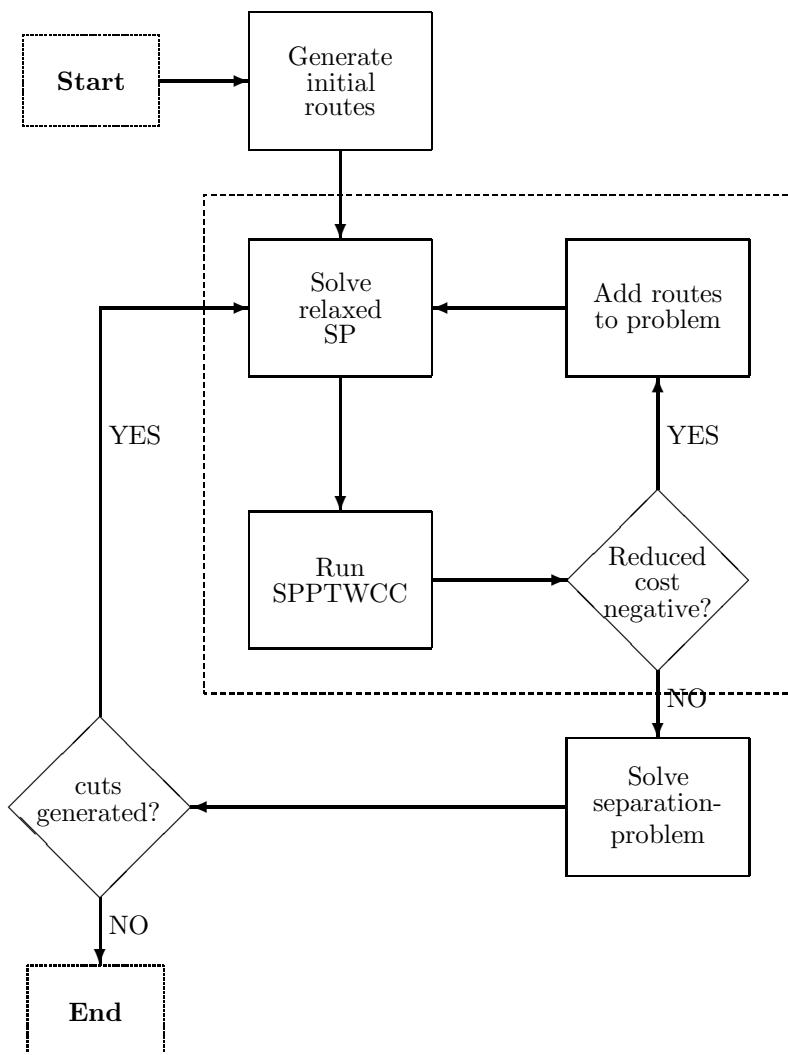 Start
Generate
initial
routes
Solve
relaxed
SP
Add routes
to problem
YES
YES
Run
SPPTWCC
Reduced
cost
negative?
NO
cuts
generated?
Solve
separation-
problem
NO
End